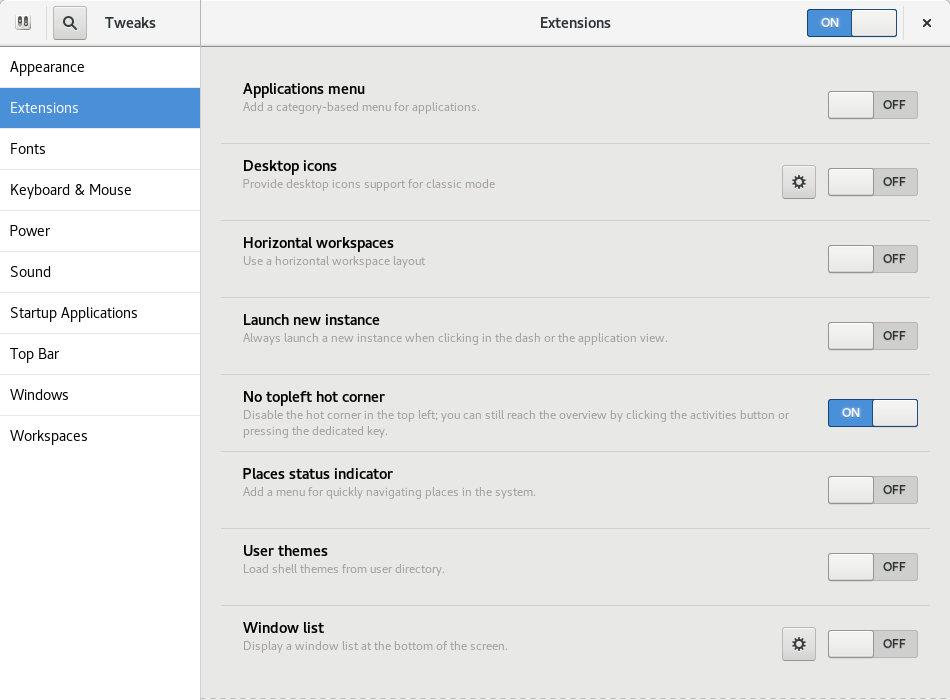 Tweaks
Extensions
ON
Appearance
Extensions
Fonts
Keyboard & Mouse
Power
Sound
Startup Applications
Top Bar
Windows
Workspaces
Applications menu
Add a category-based menu for applications.
OFF
Desktop icons
Provide desktop icons support for classic mode
OFF
Horizontal workspaces
Use a horizontal workspace layout
OFF
Launch new instance
Always launch a new instance when clicking in the dash or the application view.
OFF
No topleft hot corner
Disable the hot corner in the top left; you can still reach the overview by clicking the activities button or
pressing the dedicated key.
ON
Places status indicator
Add a menu for quickly navigating places in the system.
OFF
User themes
Load shell themes from user directory.
OFF
Window list
Display a window list at the bottom of the screen.
OFF